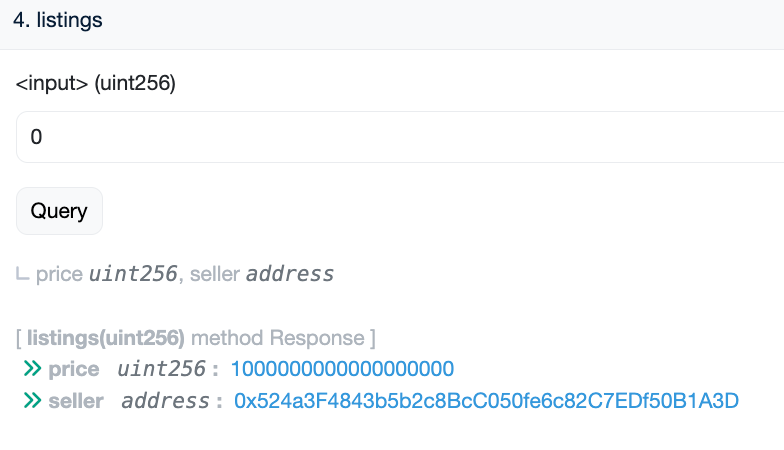 4. listings
<input> (uint256)
0
Query
price uint256, seller address
[ listings(uint256) method Response ]
price uint256 : 1000000000000000000
seller address : 0x524a3F4843b5b2c8BcC050fe6c82C7EDf50B1A3D